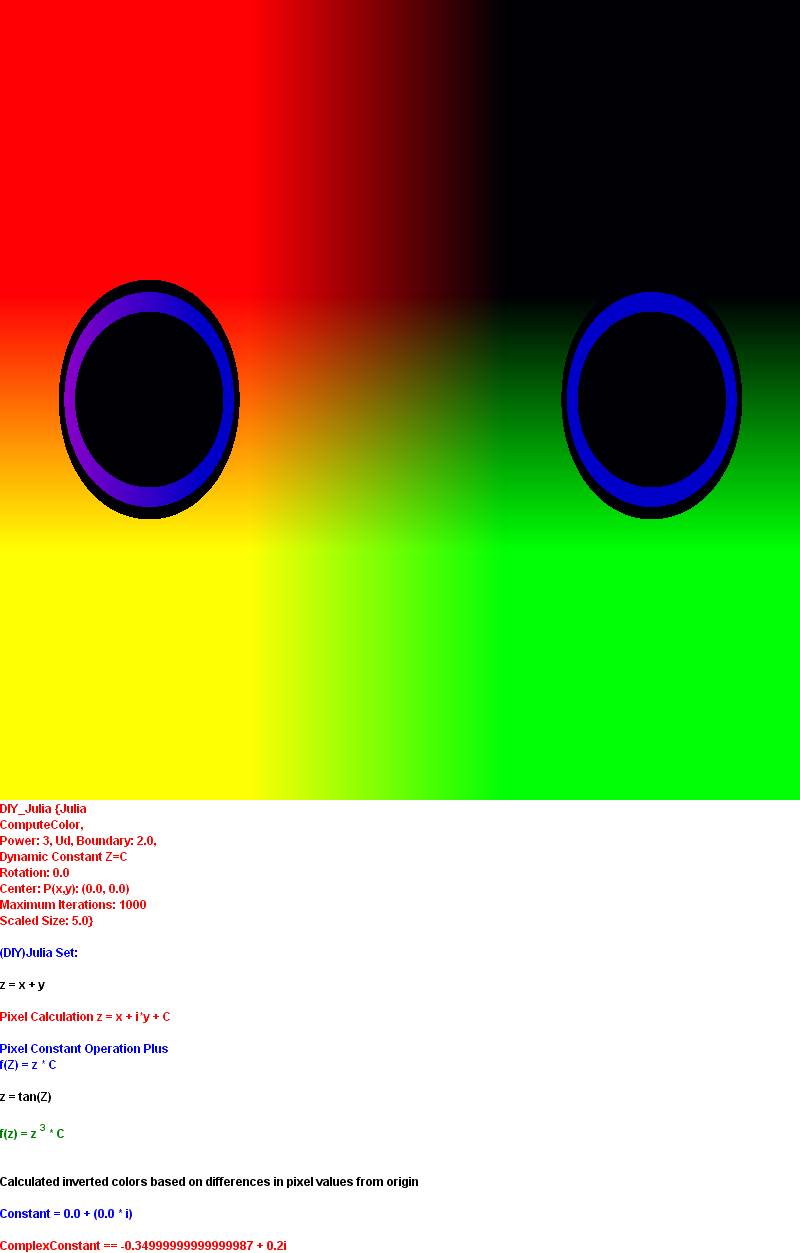 DIY_Julia {Julia
ComputeColor,
Power: 3, Ud, Boundary: 2.0,
Dynamic Constant Z=C
Rotation: 0.0
Center: P(x,y): (0.0, 0.0)
Maximum Iterations: 1000
Scaled Size: 5.0}
(DIY)Julia Set:
z = x + y
Pixel Calculation z = x + i*y + C
Pixel Constant Operation Plus
f(Z) = z * C
z = tan(Z)
f(z) = z ³ * C
Calculated inverted colors based on differences in pixel values from origin
Constant = 0.0 + (0.0 * i)
ComplexConstant == -0.34999999999999987 + 0.2i